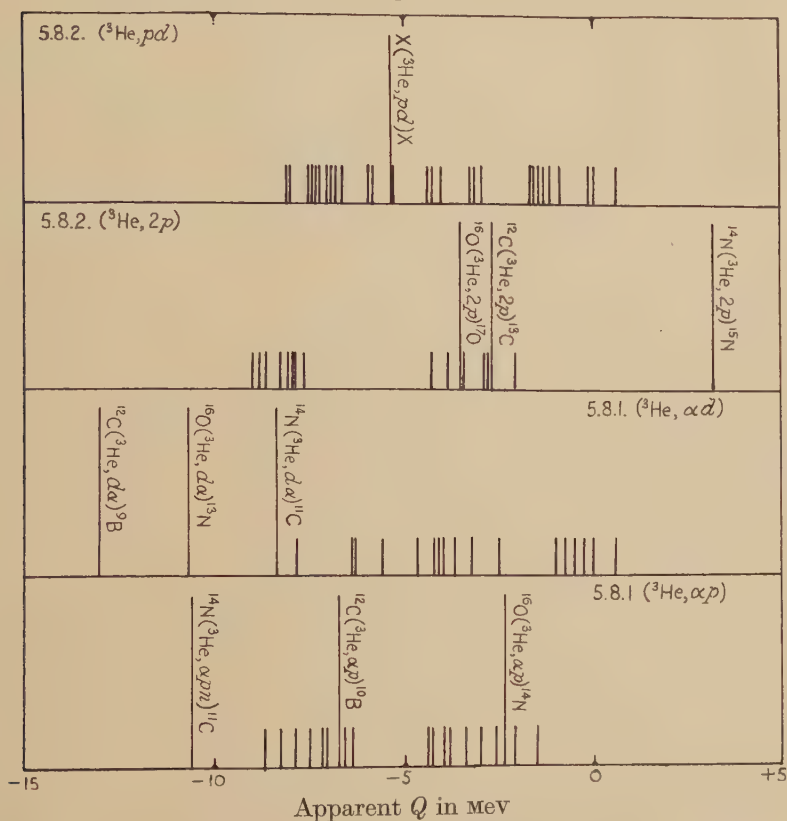 5.8.2. (³He, pd)
X(³He, pd)X
5.8.2. (³He, 2p)
¹⁶O(³He, 2p)¹⁷O
¹²C(³He, 2p)¹³C
¹⁴N(³He, 2p)¹⁵N
5.8.1. (³He, αd)
¹²C(³He, dα)⁹B
¹⁶O(³He, dα)¹³N
¹⁴N(³He, dα)¹¹C
5.8.1 (³He, αp)
¹⁴N(³He, αpn)¹¹C
¹²C(³He, αp)¹⁰B
¹⁶O(³He, αp)¹⁴N
−15 −10 −5 0 +5
Apparent Q in MeV